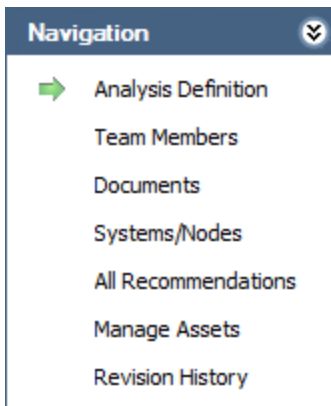 Navigation
Analysis Definition
Team Members
Documents
Systems/Nodes
All Recommendations
Manage Assets
Revision History